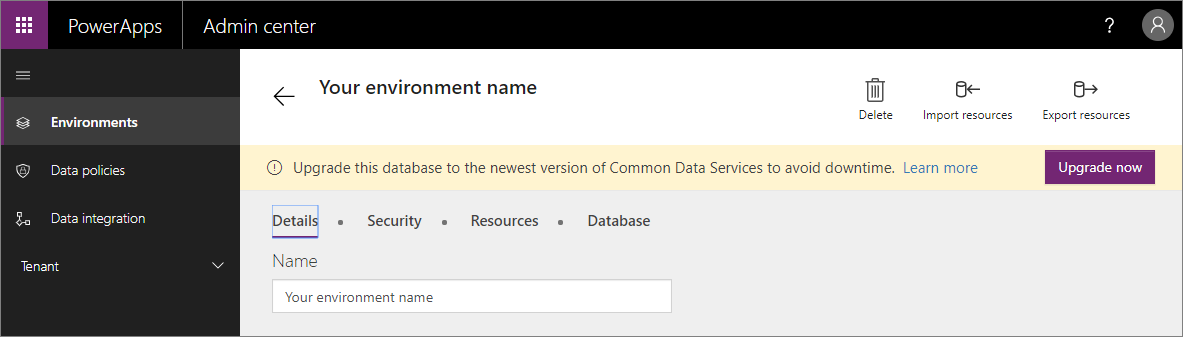 PowerApps
Admin center
?
Environments
Data policies
Data integration
Tenant
Your environment name
Delete
Import resources
Export resources
Upgrade this database to the newest version of Common Data Services to avoid downtime. Learn more
Upgrade now
Details • Security • Resources • Database
Name
Your environment name